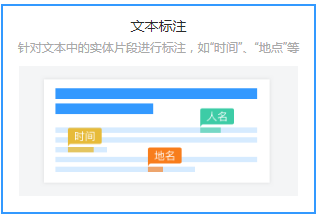 文本标注
针对文本中的实体片段进行标注，如“时间”、“地点”等
人名
时间
地名